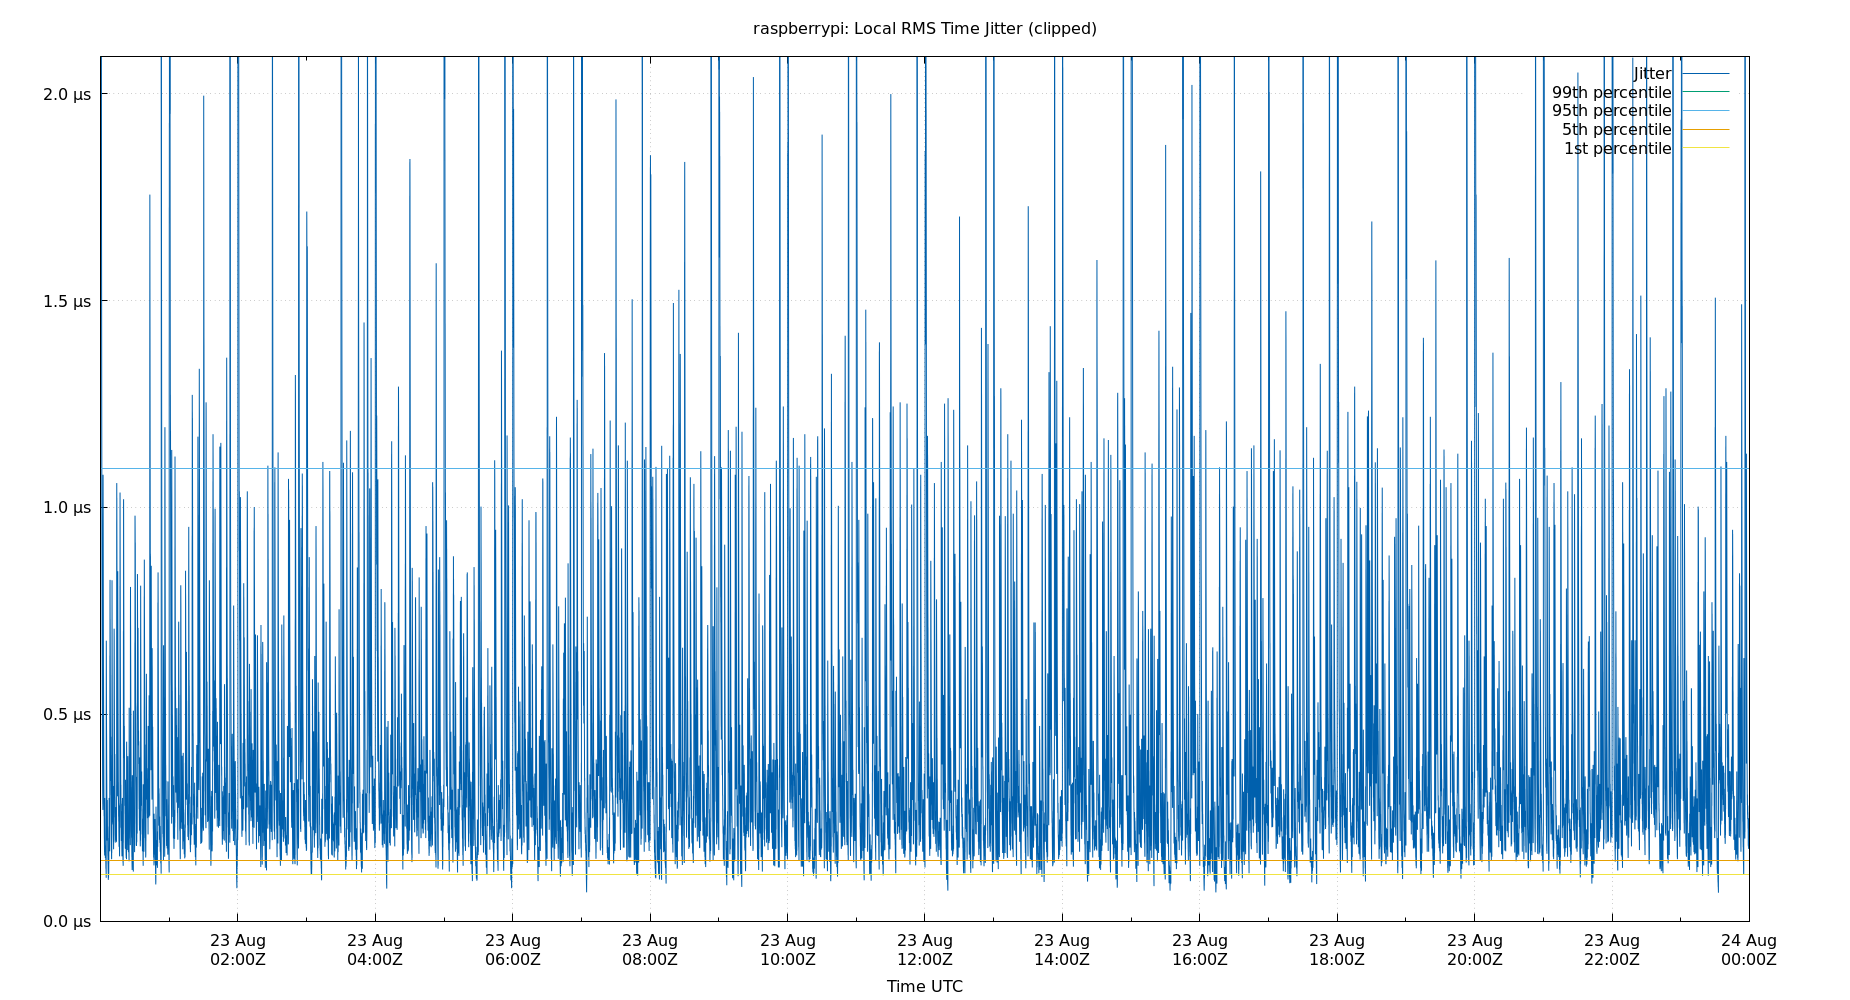 raspberrypi: Local RMS Time Jitter (clipped)
Jitter
99th percentile
95th percentile
5th percentile
1st percentile
2.0 µs
1.5 µs
1.0 µs
0.5 µs
0.0 µs
23 Aug 23 Aug 23 Aug 23 Aug 23 Aug 23 Aug 23 Aug 23 Aug 23 Aug 23 Aug 23 Aug 24 Aug
02:00Z 04:00Z 06:00Z 08:00Z 10:00Z 12:00Z 14:00Z 16:00Z 18:00Z 20:00Z 22:00Z 00:00Z
Time UTC